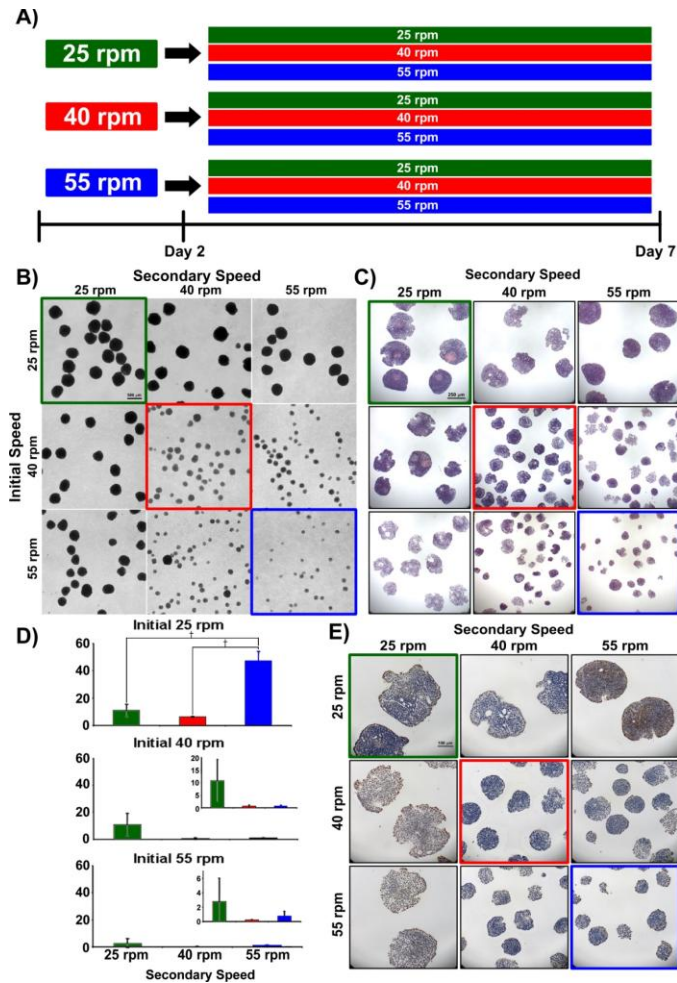 A)
25 rpm
25 rpm
40 rpm
55 rpm
40 rpm
25 rpm
40 rpm
55 rpm
55 rpm
25 rpm
40 rpm
55 rpm
Day 2
Day 7
B)
Secondary Speed
25 rpm 40 rpm 55 rpm
Initial Speed
25 rpm
40 rpm
55 rpm
C)
Secondary Speed
25 rpm 40 rpm 55 rpm
D)
Initial 25 rpm
†
†
60
40
20
0
Initial 40 rpm
60
40
20
0
20
15
10
5
0
Initial 55 rpm
60
40
20
0
6
4
2
0
25 rpm 40 rpm 55 rpm
Secondary Speed
E)
Secondary Speed
25 rpm 40 rpm 55 rpm
25 rpm
40 rpm
55 rpm